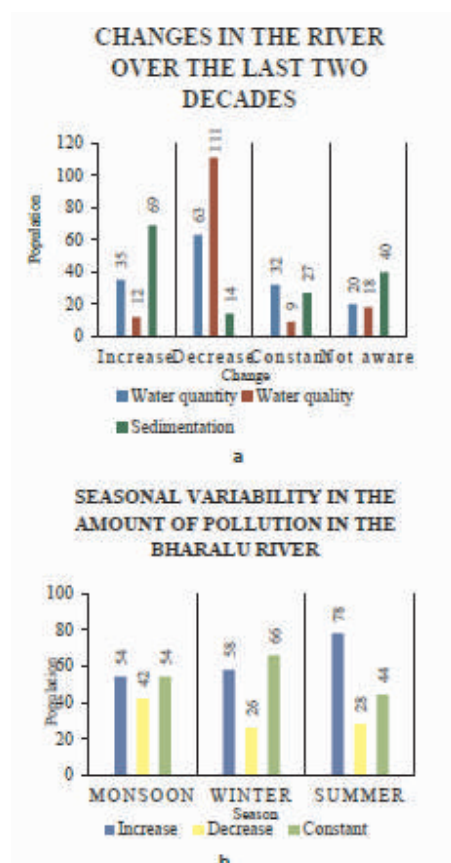 CHANGES IN THE RIVER
OVER THE LAST TWO
DECADES
120
100
80
60
40
20
0
Population
35
12
69
63
111
14
32
9
27
20
18
40
Increase Decrease Constant Not aware
Change
Water quantity Water quality
Sedimentation
a
SEASONAL VARIABILITY IN THE
AMOUNT OF POLLUTION IN THE
BHARALU RIVER
100
80
60
40
20
0
Population
54
42
54
58
26
66
78
28
44
MONSOON WINTER SUMMER
Season
Increase Decrease Constant
b